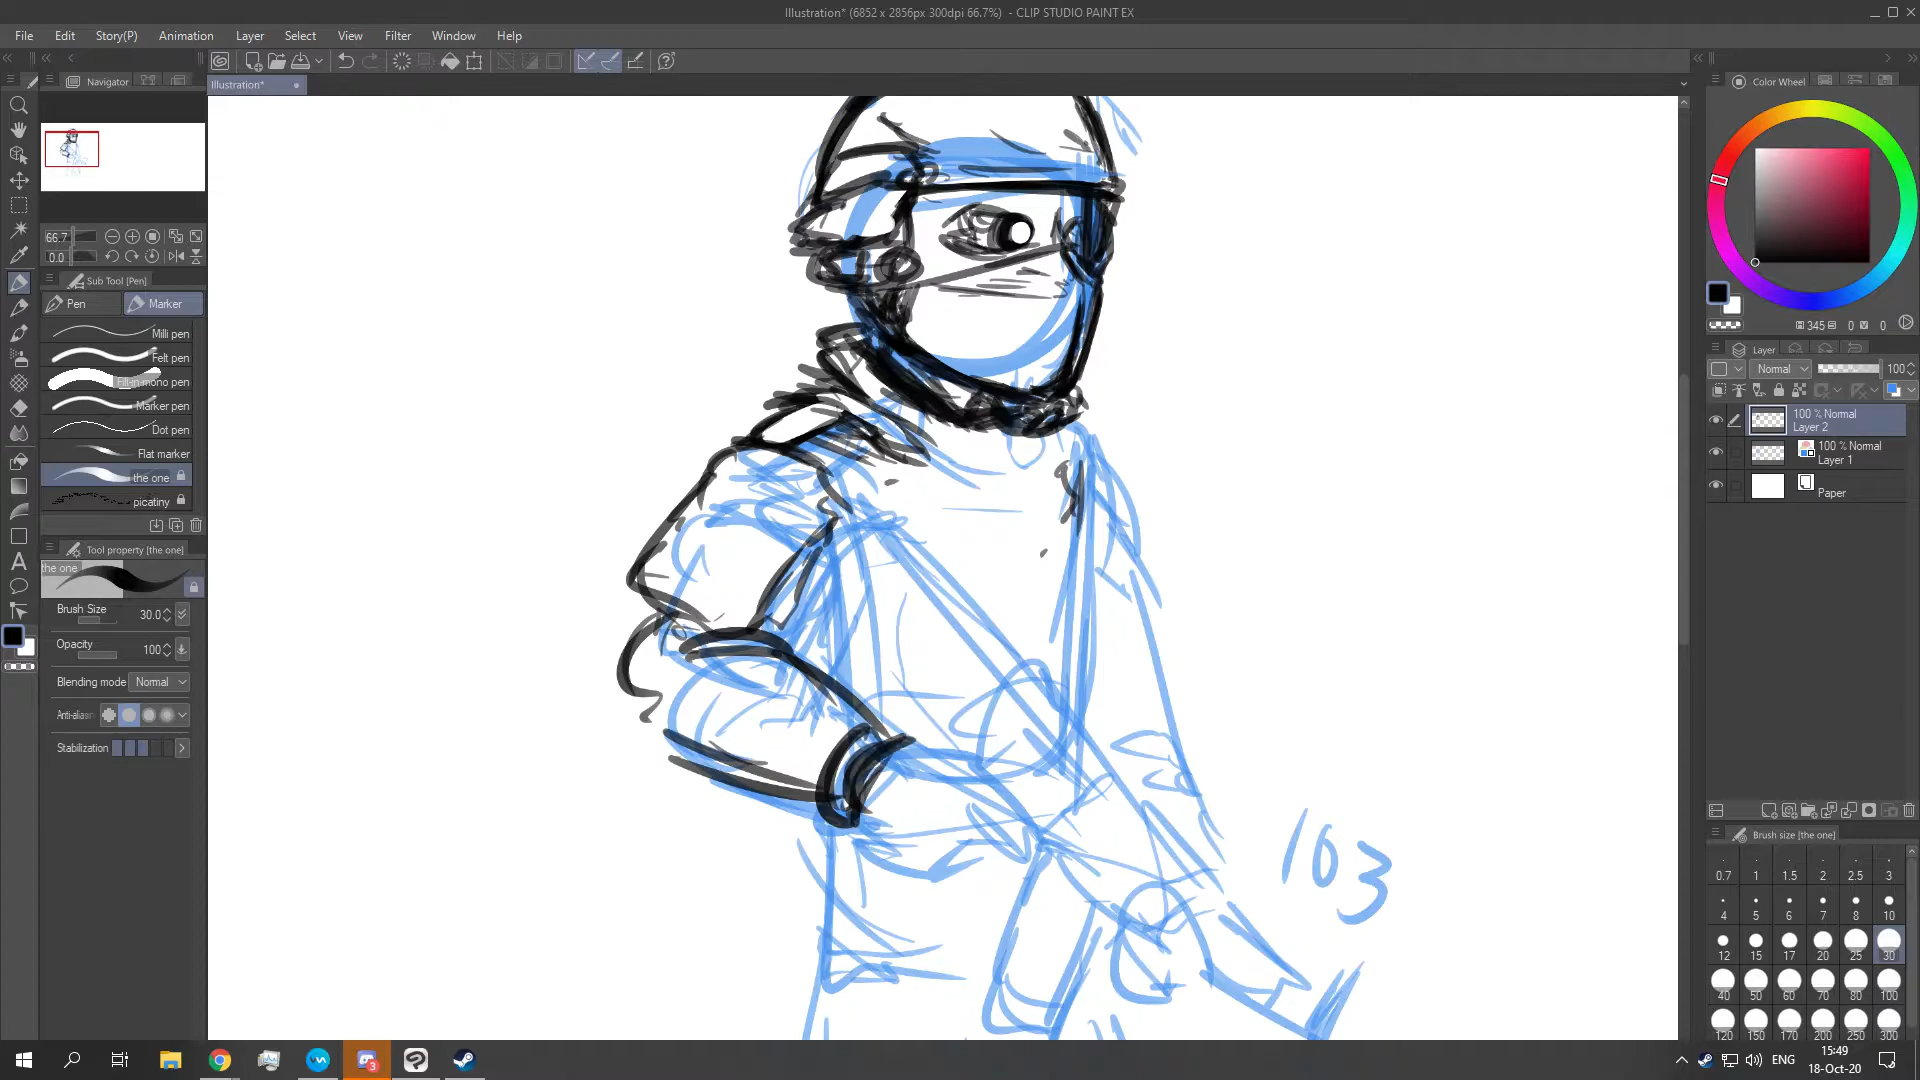 Illustration* (6852 x 2856px 300dpi 66.7%) - CLIP STUDIO PAINT EX
File Edit Story(P) Animation Layer Select View Filter Window Help
Navigator
Illustration*
Color Wheel
66.7
0.0
Sub Tool [Pen]
Pen Marker
Milli pen
Felt pen
Fill-in-mono pen
Marker pen
Dot pen
Flat marker
the one
picatiny
Tool property [the one]
the one
Brush Size 30.0
Opacity 100
Blending mode Normal
Anti-alias
Stabilization
103
345 0 0
Layer
Normal 100
100 % Normal
Layer 2
100 % Normal
Layer 1
Paper
Brush size [the one]
0.7 1 1.5 2 2.5 3
4 5 6 7 8 10
12 15 17 20 25 30
40 50 60 70 80 100
120 150 170 200 250 300
3
ENG
15:49
18-Oct-20